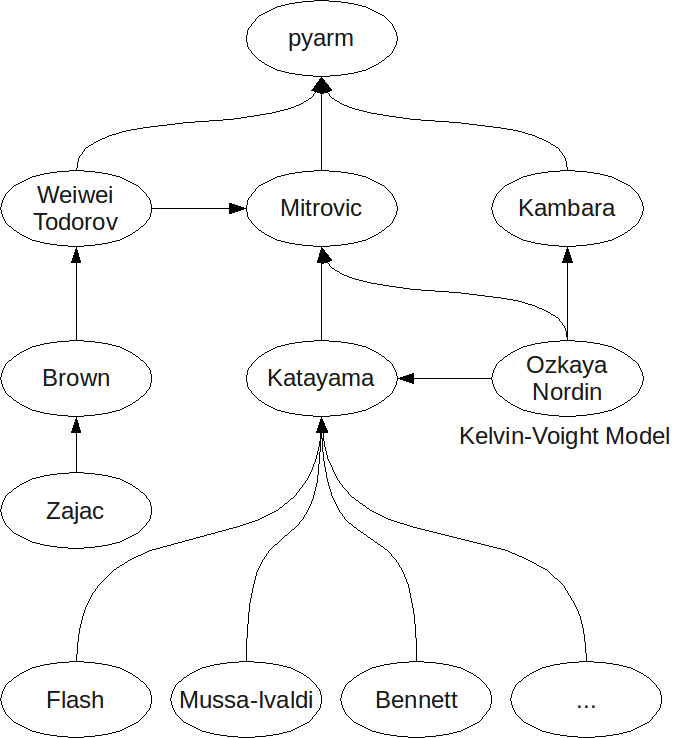 pyarm
Weiwei
Todorov
Mitrovic
Kambara
Brown
Katayama
Ozkaya
Nordin
Kelvin-Voight Model
Zajac
Flash
Mussa-Ivaldi
Bennett
...